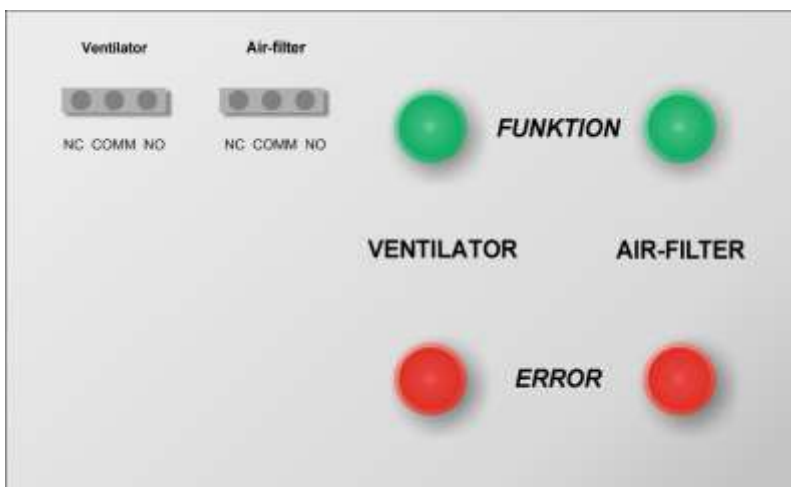 Ventilator Air-filter
NC COMM NO NC COMM NO
FUNKTION
VENTILATOR AIR-FILTER
ERROR